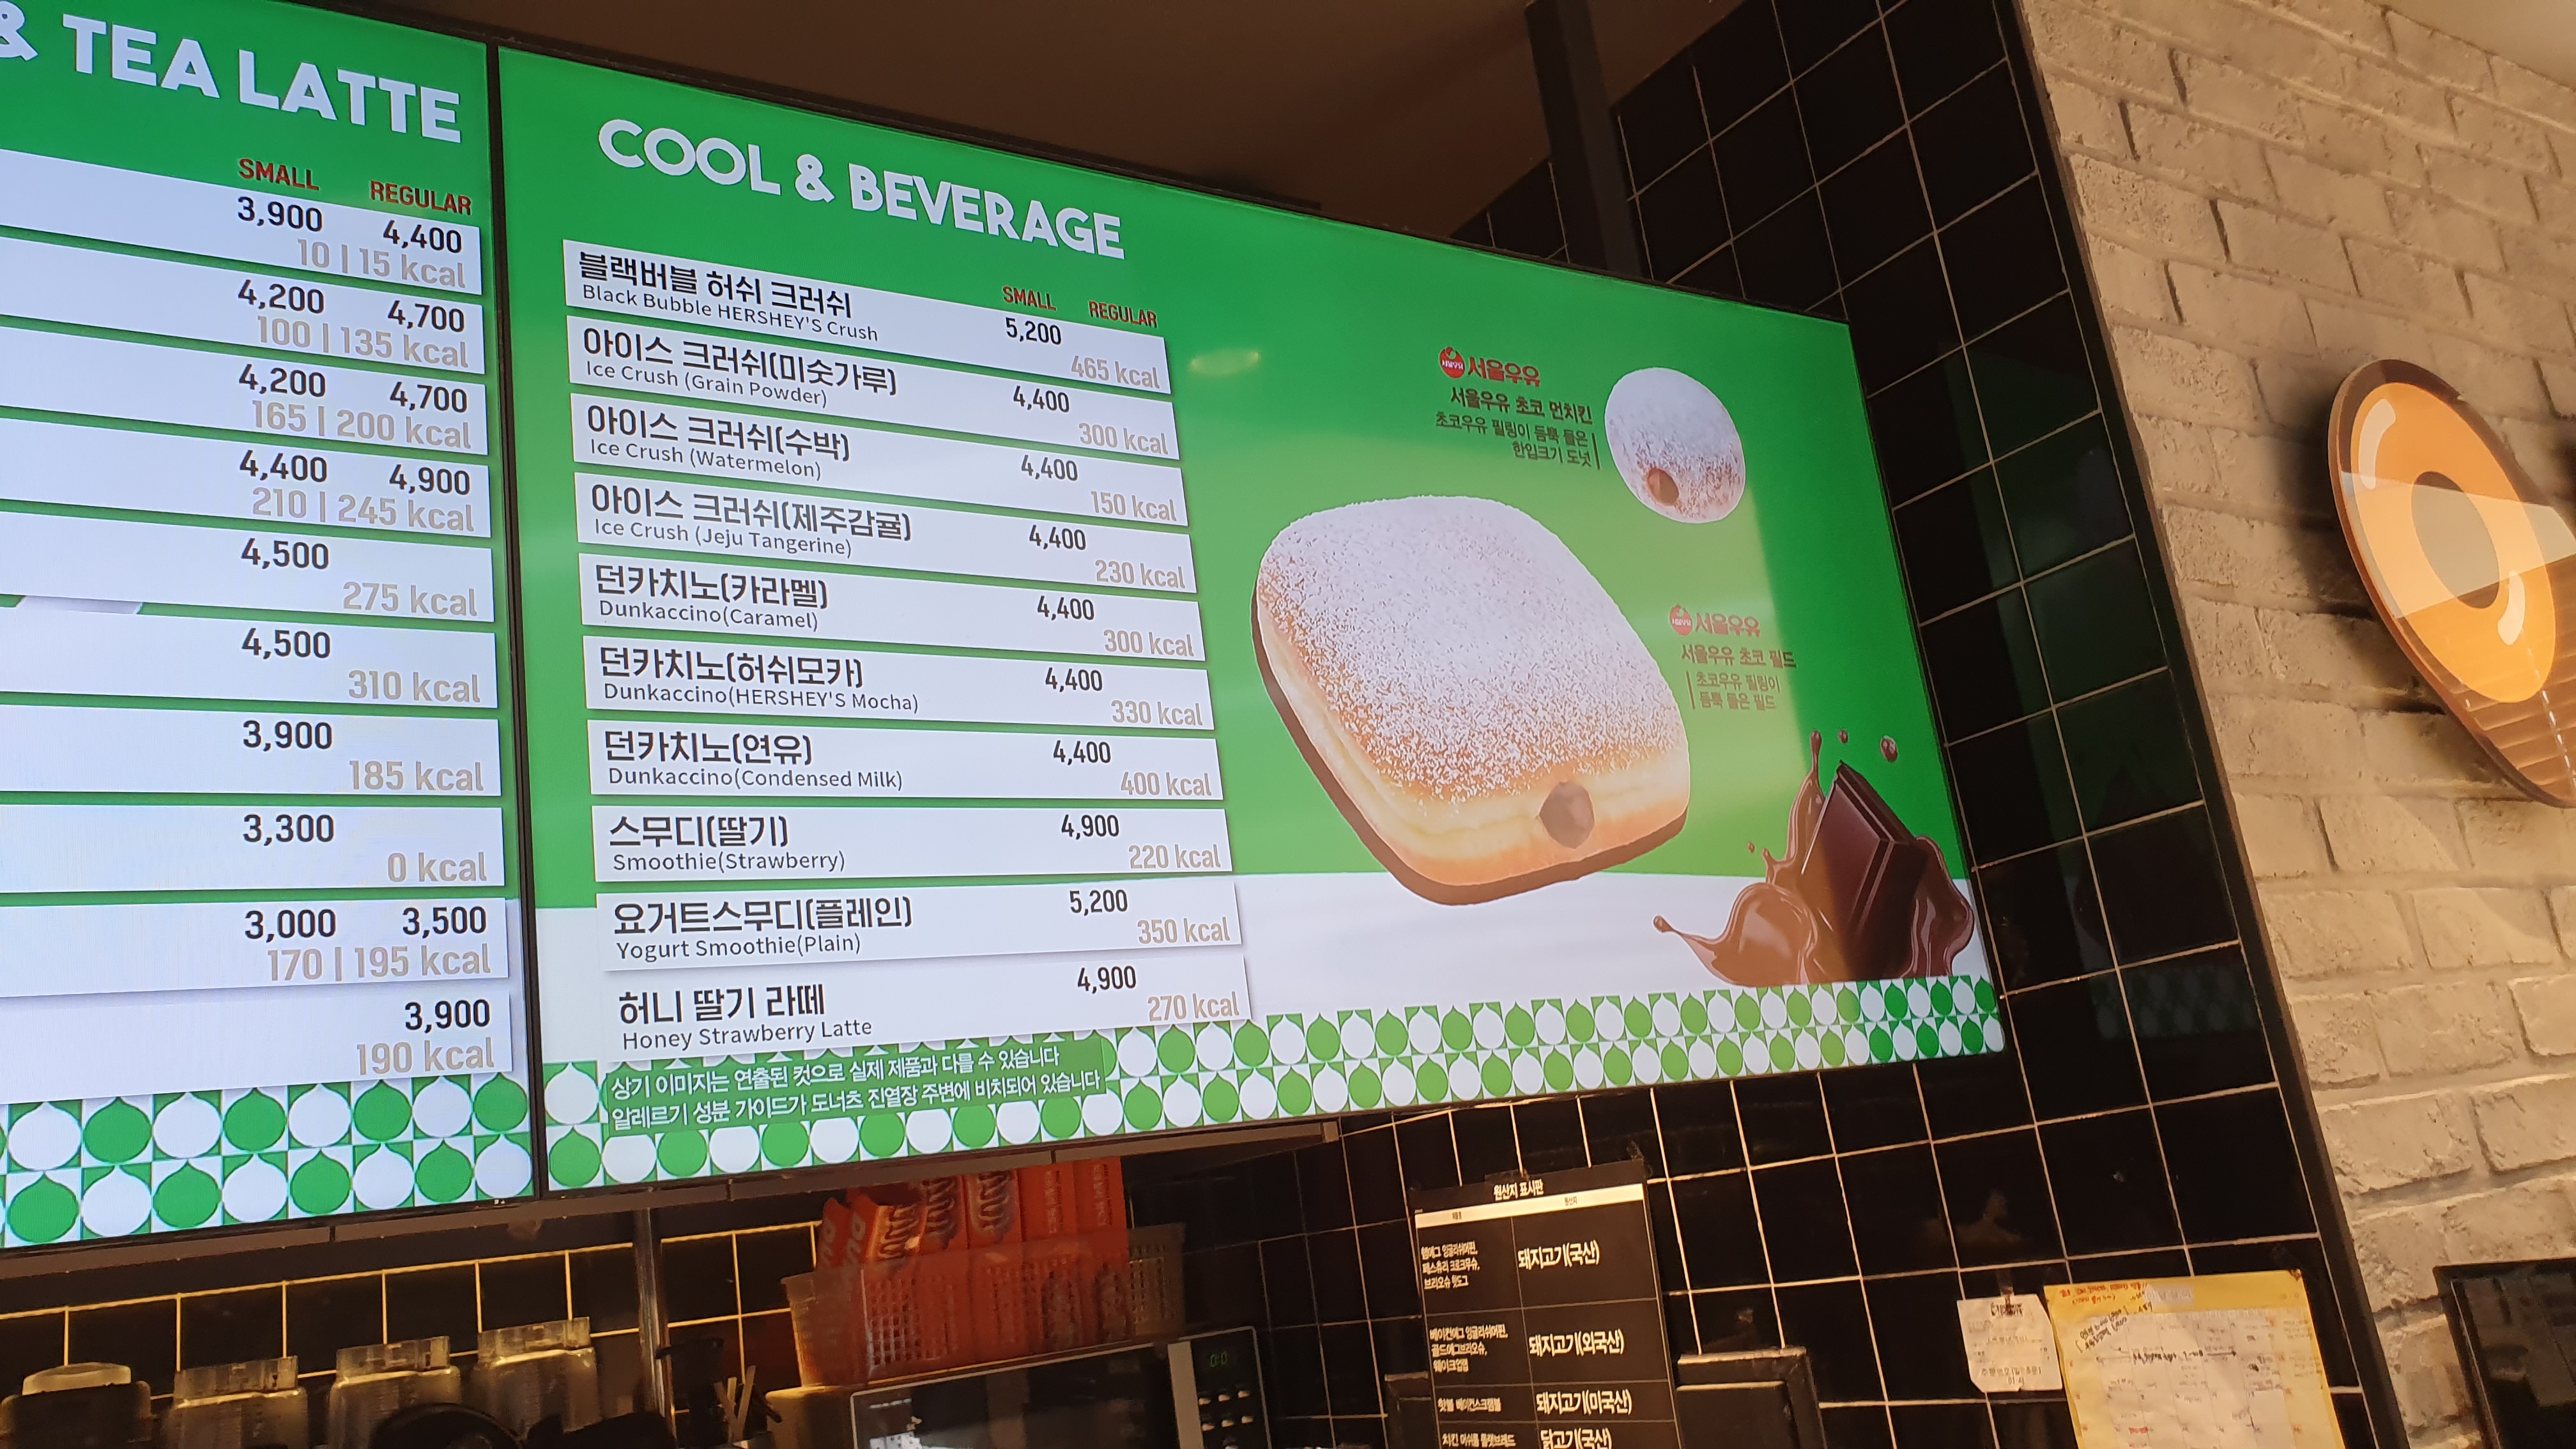 & TEA LATTE
SMALL REGULAR
3,900 4,400
10 | 15 kcal
4,200 4,700
100 | 135 kcal
4,200 4,700
165 | 200 kcal
4,400 4,900
210 | 245 kcal
4,500
275 kcal
4,500
310 kcal
3,900
185 kcal
3,300
0 kcal
3,000 3,500
170 | 195 kcal
3,900
190 kcal
COOL & BEVERAGE
SMALL REGULAR
블랙버블 허쉬 크러쉬 5,200
Black Bubble HERSHEY'S Crush 465 kcal
아이스 크러쉬(미숫가루) 4,400
Ice Crush (Grain Powder) 300 kcal
아이스 크러쉬(수박) 4,400
Ice Crush (Watermelon) 150 kcal
아이스 크러쉬(제주감귤) 4,400
Ice Crush (Jeju Tangerine) 230 kcal
던카치노(카라멜) 4,400
Dunkaccino(Caramel) 300 kcal
던카치노(허쉬모카) 4,400
Dunkaccino(HERSHEY'S Mocha) 330 kcal
던카치노(연유) 4,400
Dunkaccino(Condensed Milk) 400 kcal
스무디(딸기) 4,900
Smoothie(Strawberry) 220 kcal
요거트스무디(플레인) 5,200
Yogurt Smoothie(Plain) 350 kcal
허니 딸기 라떼 4,900
Honey Strawberry Latte 270 kcal
상기 이미지는 연출된 컷으로 실제 제품과 다를 수 있습니다
알레르기 성분 가이드가 도너츠 진열장 주변에 비치되어 있습니다
서울우유
서울우유 초코 먼치킨
초코우유 필링이 듬뿍 들은
한입크기 도넛
서울우유
서울우유 초코 필드
초코우유 필링이
듬뿍 들은 필드
원산지 표시판
원산지
돼지고기(국산)
돼지고기(외국산)
돼지고기(미국산)
닭고기(국산)